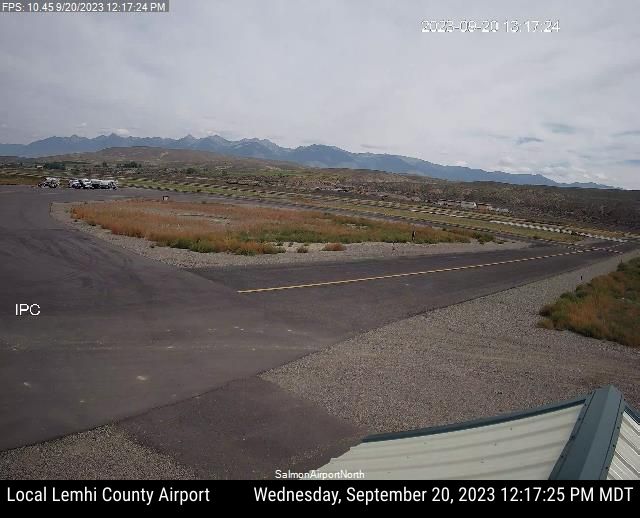 FPS: 10.45 9/20/2023 12:17:24 PM
2023-09-20 13:17:24
IPC
SalmonAirportNorth
Local Lemhi County Airport Wednesday, September 20, 2023 12:17:25 PM MDT